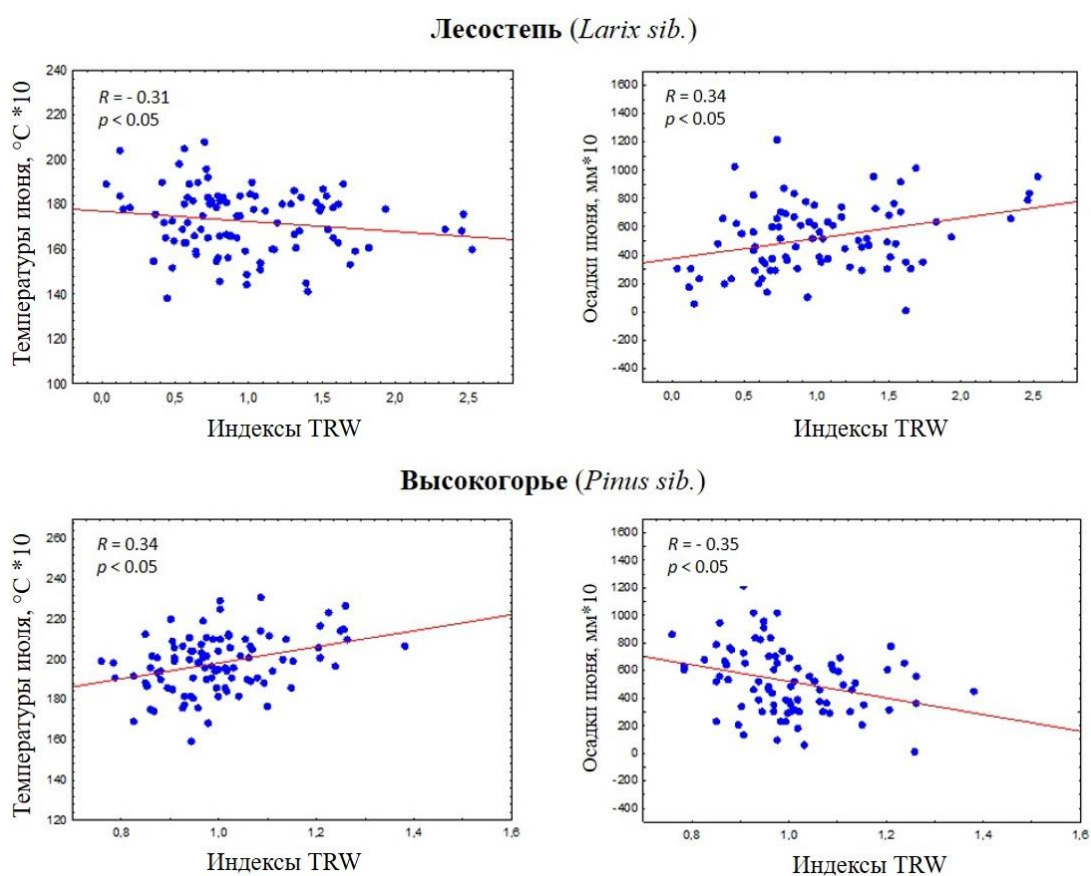 Лесостепь (Larix sib.)
R = - 0.31
p < 0.05
Температуры июня, °C *10
240
220
200
180
160
140
120
100
0,0 0,5 1,0 1,5 2,0 2,5
Индексы TRW
R = 0.34
p < 0.05
Осадки июня, мм*10
1600
1400
1200
1000
800
600
400
200
0
-200
-400
0,0 0,5 1,0 1,5 2,0 2,5
Индексы TRW
Высокогорье (Pinus sib.)
R = 0.34
p < 0.05
Температуры июля, °C *10
260
240
220
200
180
160
140
120
0,8 1,0 1,2 1,4 1,6
Индексы TRW
R = - 0.35
p < 0.05
Осадки июня, мм*10
1600
1400
1200
1000
800
600
400
200
0
-200
-400
0,8 1,0 1,2 1,4 1,6
Индексы TRW